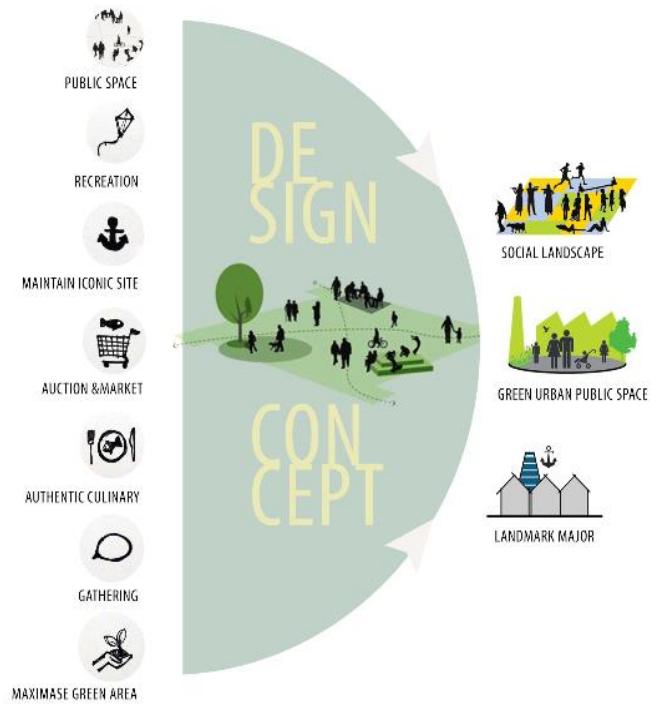 PUBLIC SPACE
RECREATION
MAINTAIN ICONIC SITE
AUCTION &MARKET
AUTHENTIC CULINARY
GATHERING
MAXIMASE GREEN AREA
DE
SIGN
CON
CEPT
SOCIAL LANDSCAPE
GREEN URBAN PUBLIC SPACE
LANDMARK MAJOR